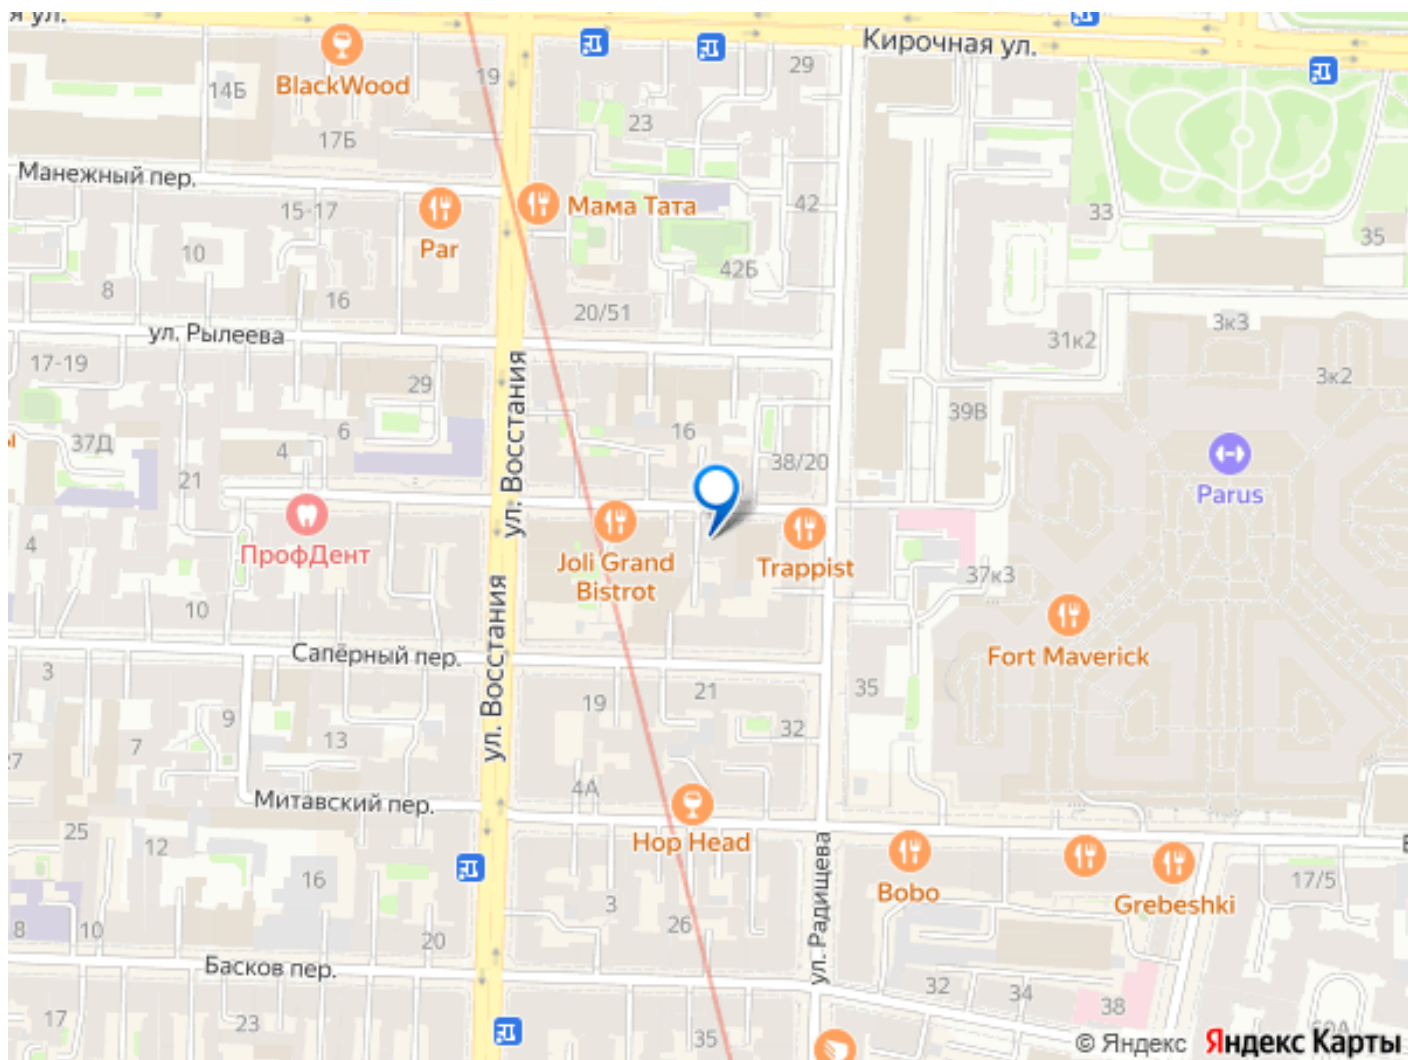 я ул.
Кирочная ул.
BlackWood
19
29
14Б
17Б
23
Манежный пер.
15-17
Par
Мама Тата
42
33
35
10
8
16
42Б
20/51
ул. Рылеева
3к3
31к2
3к2
17-19
29
ул. Восстания
39В
ы
37Д
4
6
16
38/20
21
Parus
ПрофДент
Joli Grand
Bistrot
Trappist
4
10
37к3
Fort Maverick
Сапёрный пер.
ул. Восстания
3
9
7
13
19
21
32
35
27
4А
Митавский пер.
Hop Head
25
12
16
3
26
ул. Радищева
Bobo
Grebeshki
17/5
8
10
20
Басков пер.
32
34
38
17
23
35
60А
© Яндекс Яндекс Карты